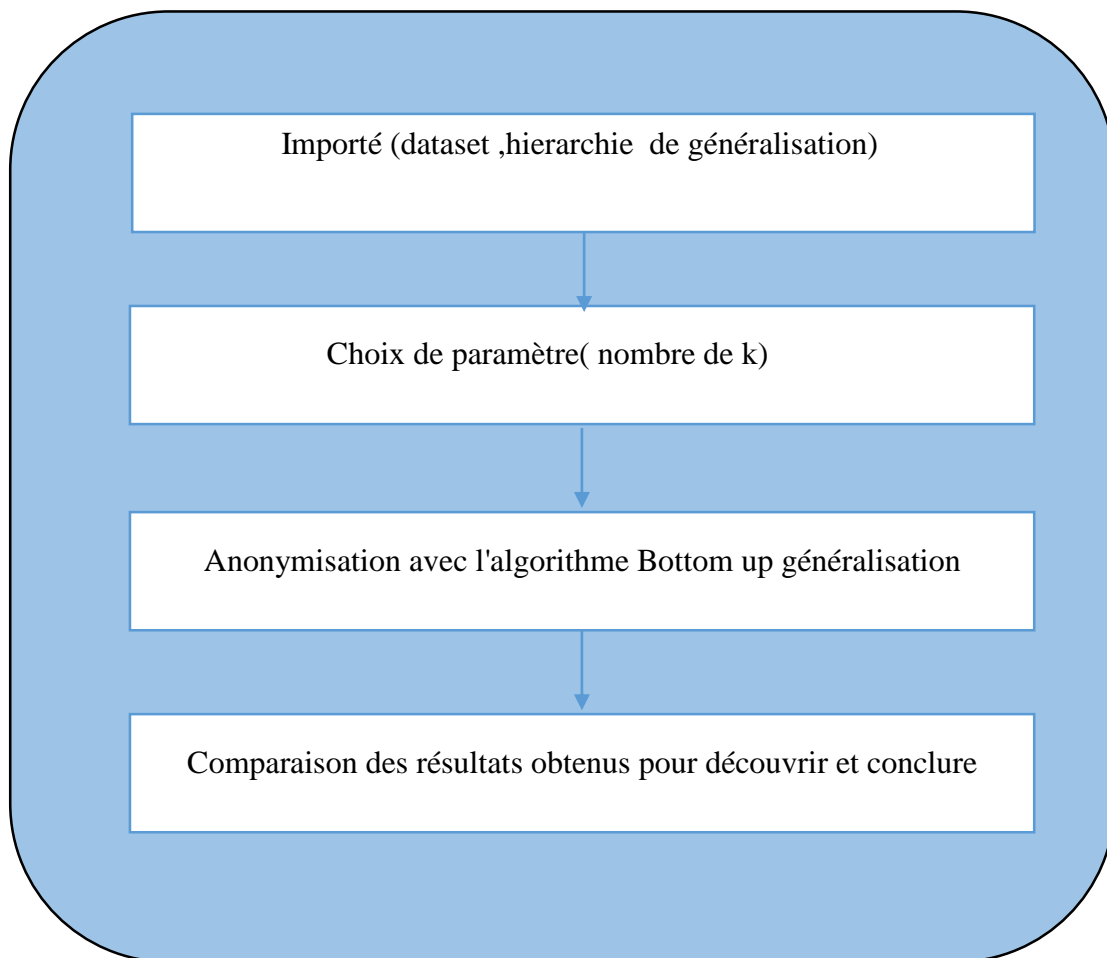 Importé (dataset ,hierarchie de généralisation)
Choix de paramètre( nombre de k)
Anonymisation avec l'algorithme Bottom up généralisation
Comparaison des résultats obtenus pour découvrir et conclure